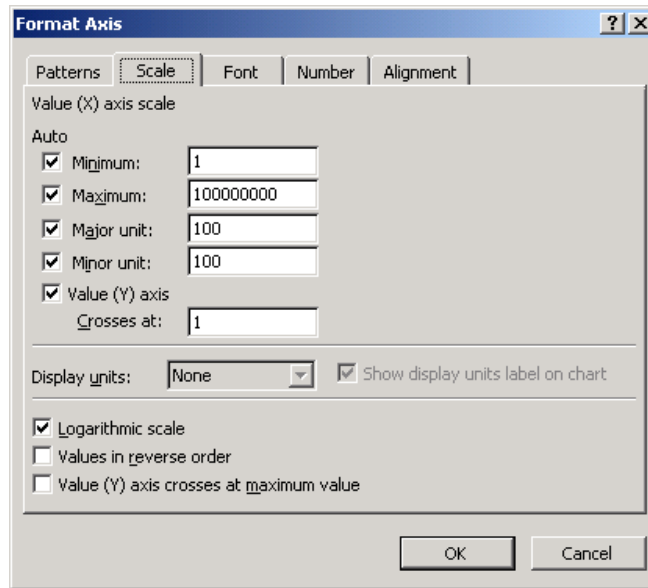 Format Axis
Patterns Scale Font Number Alignment
Value (X) axis scale
Auto
Minimum: 1
Maximum: 100000000
Major unit: 100
Minor unit: 100
Value (Y) axis
Crosses at: 1
Display units: None Show display units label on chart
Logarithmic scale
Values in reverse order
Value (Y) axis crosses at maximum value
OK Cancel